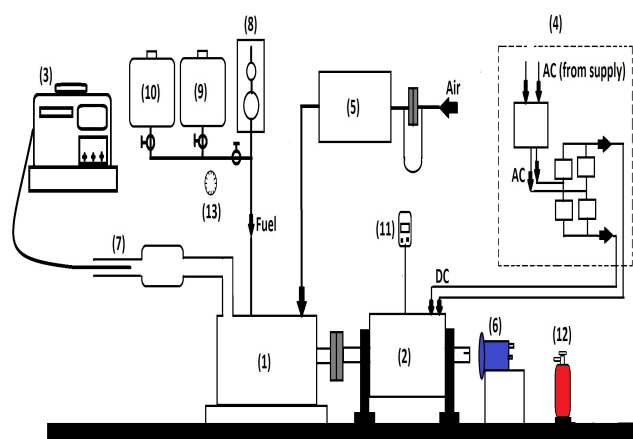 (8)
(4)
(3)
AC (from supply)
(10)
(9)
(5)
Air
AC
(13)
Fuel
(11)
(7)
DC
(6)
(12)
(1)
(2)